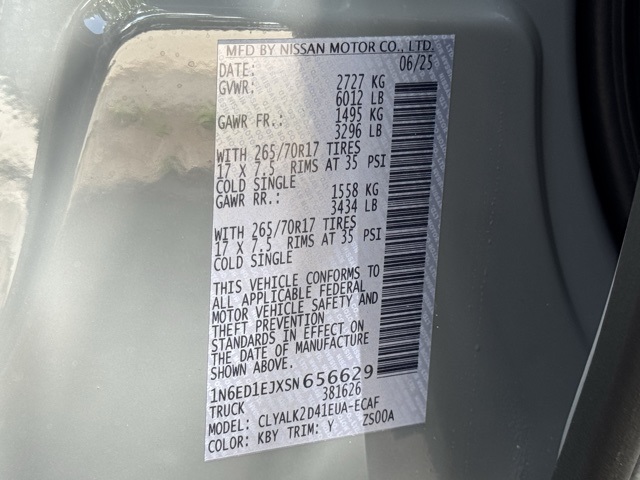 MFD BY NISSAN MOTOR CO., LTD.
DATE: 06/25
GVWR: 2727 KG
6012 LB
GAWR FR.: 1495 KG
3296 LB
WITH 265/70R17 TIRES
17 X 7.5 RIMS AT 35 PSI
COLD SINGLE
GAWR RR.: 1558 KG
3434 LB
WITH 265/70R17 TIRES
17 X 7.5 RIMS AT 35 PSI
COLD SINGLE
THIS VEHICLE CONFORMS TO
ALL APPLICABLE FEDERAL
MOTOR VEHICLE SAFETY AND
THEFT PREVENTION
STANDARDS IN EFFECT ON
THE DATE OF MANUFACTURE
SHOWN ABOVE.
1N6ED1EJXSN656629
TRUCK 381626
MODEL: CLYALK2D41EUA-ECAF
COLOR: KBY TRIM: Y ZS00A